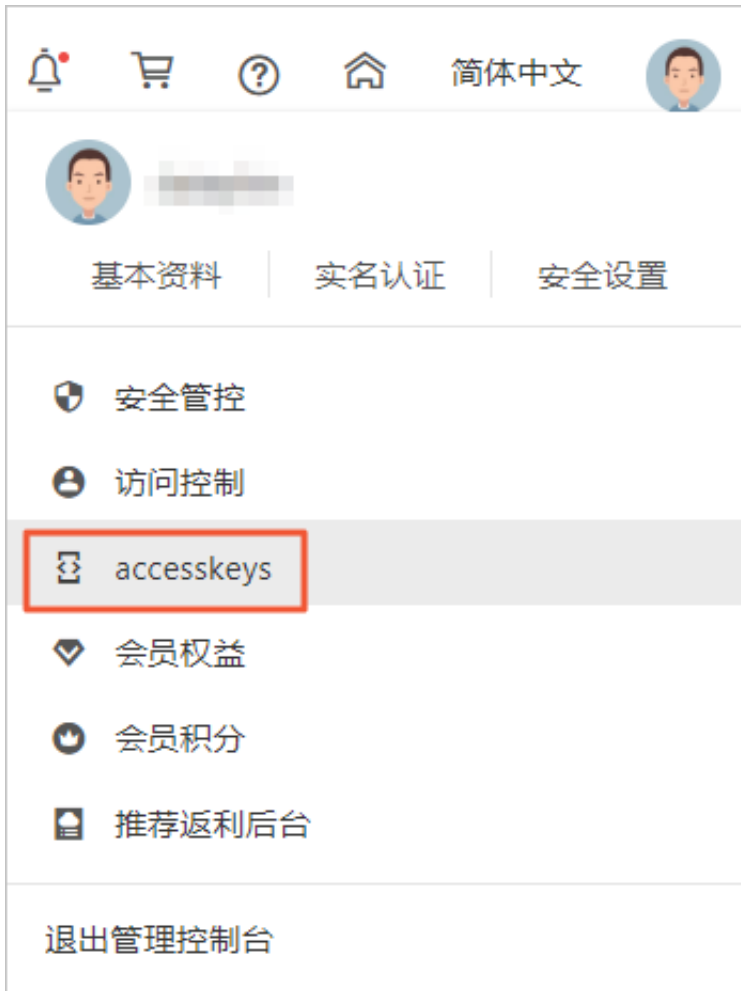 简体中文
基本资料 实名认证 安全设置
安全管控
访问控制
accesskeys
会员权益
会员积分
推荐返利后台
退出管理控制台